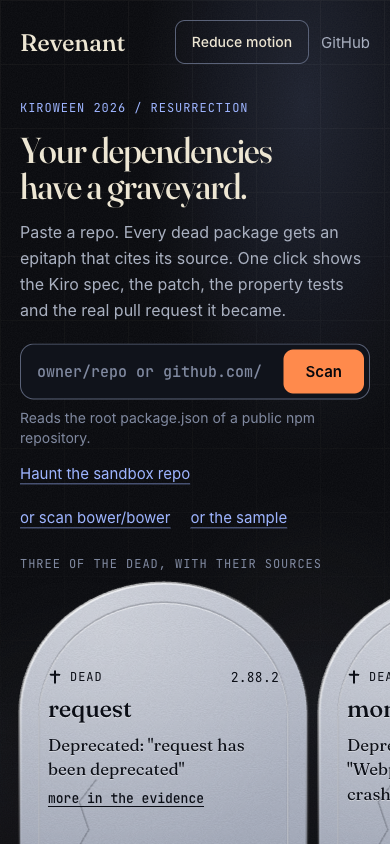 Revenant
Reduce motion
GitHub
KIROWEEN 2026 / RESURRECTION
Your dependencies
have a graveyard.
Paste a repo. Every dead package gets an
epitaph that cites its source. One click shows
the Kiro spec, the patch, the property tests
and the real pull request it became.
owner/repo or github.com/
Scan
Reads the root package.json of a public npm
repository.
Haunt the sandbox repo
or scan bower/bower
or the sample
THREE OF THE DEAD, WITH THEIR SOURCES
✝ DEAD
2.88.2
request
Deprecated: "request has
been deprecated"
more in the evidence
✝